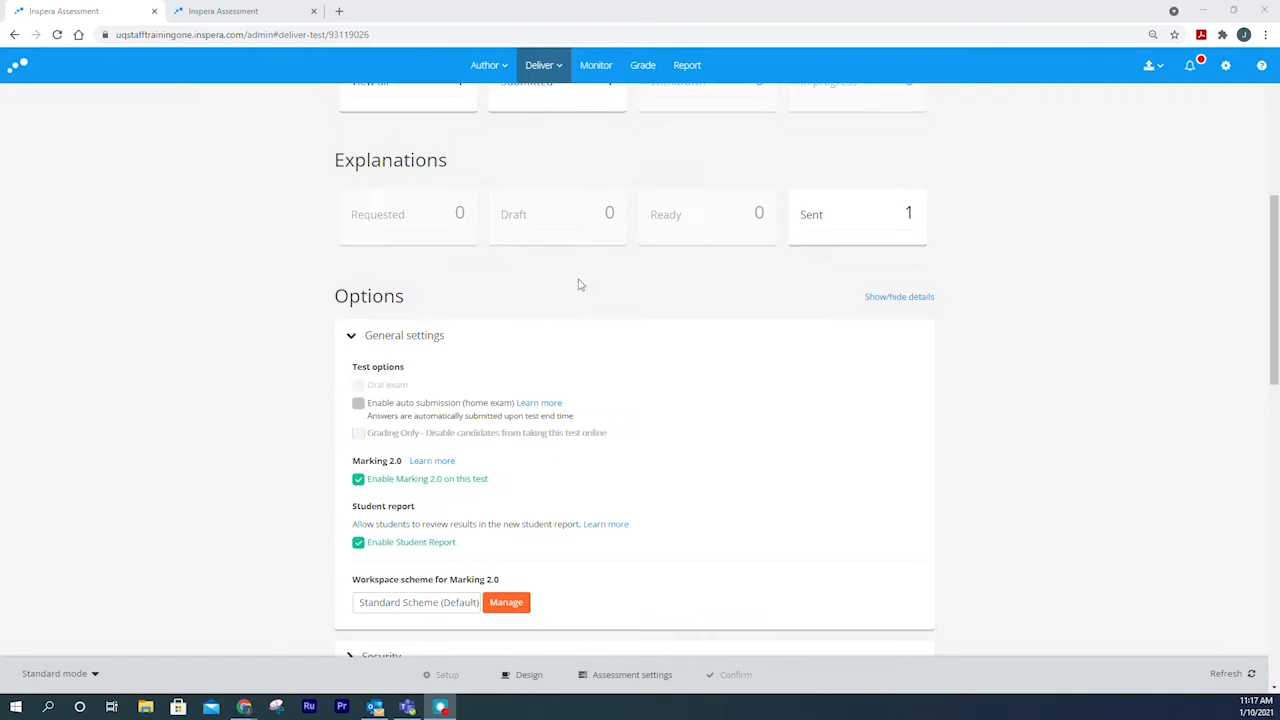 Inspera Assessment
Inspera Assessment
uqstafftrainingone.inspera.com/admin#deliver-test/93119026
J
Author
Deliver
Monitor
Grade
Report
Explanations
Requested 0
Draft 0
Ready 0
Sent 1
Options
Show/hide details
General settings
Test options
Oral exam
Enable auto submission (home exam) Learn more
Answers are automatically submitted upon test end time
Grading Only - Disable candidates from taking this test online
Marking 2.0 Learn more
Enable Marking 2.0 on this test
Student report
Allow students to review results in the new student report. Learn more
Enable Student Report
Workspace scheme for Marking 2.0
Standard Scheme (Default)
Manage
Security
Standard mode
Setup
Design
Assessment settings
Confirm
Refresh
Ru
Pr
11:17 AM
1/10/2021